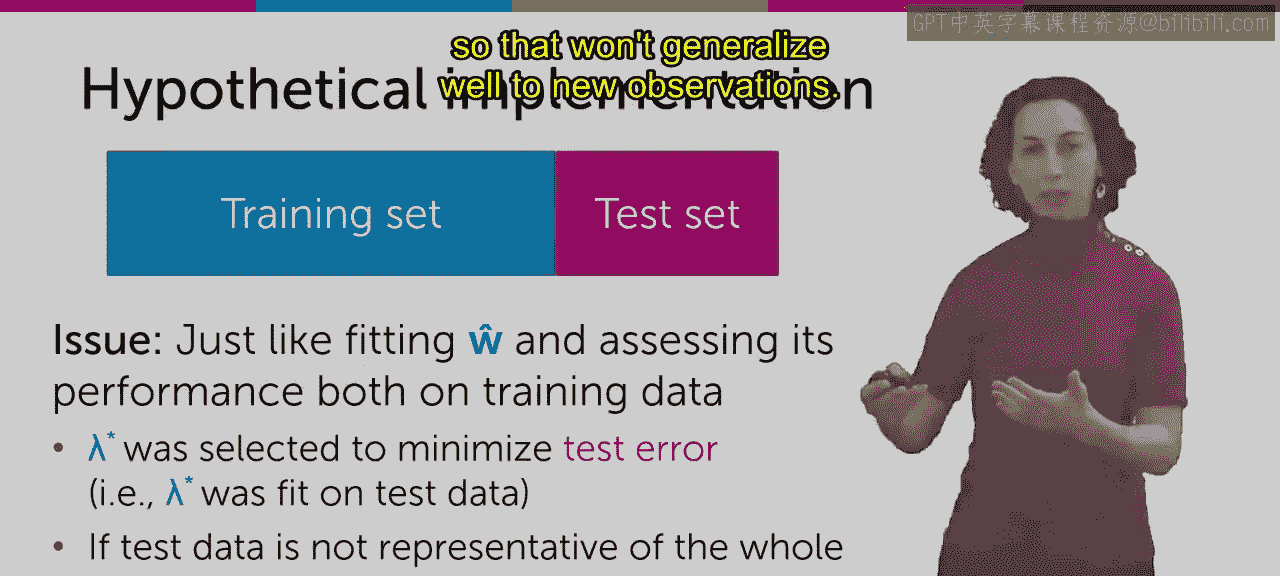 GPT中英字幕课程资源@bilibili.com
so that won't generalize
well to new observations.
Hypothetical implementation
Training set
Test set
Issue: Just like fitting ŵ and assessing its
performance both on training data
• λ* was selected to minimize test error
(i.e., λ* was fit on test data)
• If test data is not representative of the whole